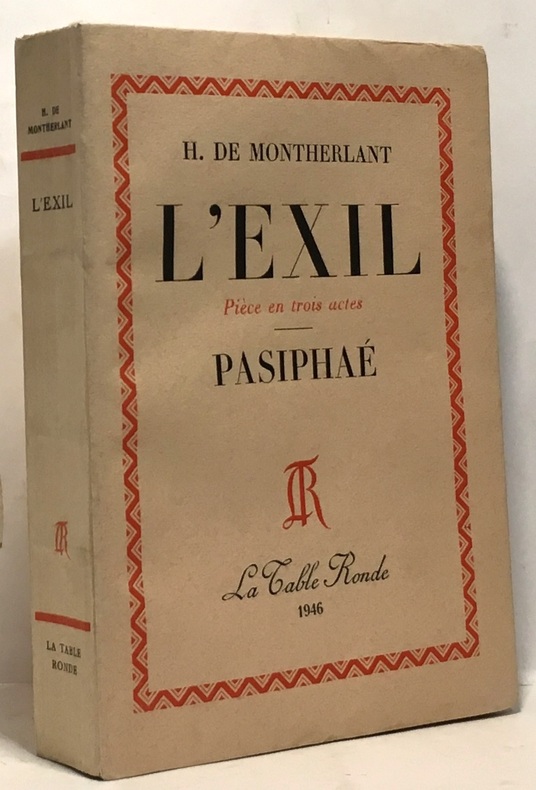 H. DE
MONTHERLANT
L'EXIL
TR
LA TABLE
RONDE
H. DE MONTHERLANT
L'EXIL
Pièce en trois actes
PASIPHAÉ
TR
La Table Ronde
1946